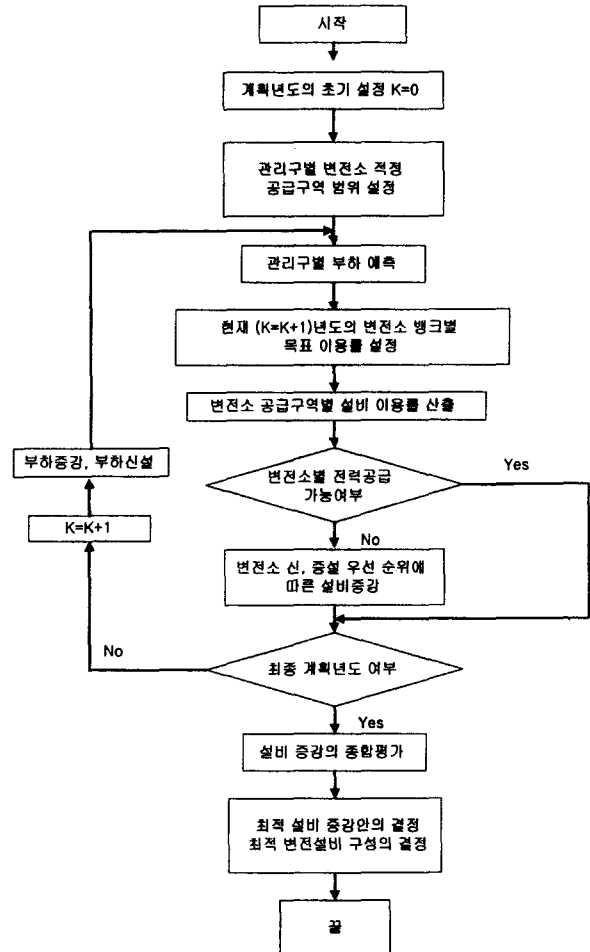 시작
계획년도의 초기 설정 K=0
관리구별 변전소 적정
공급구역 범위 설정
관리구별 부하 예측
현재 (K=K+1)년도의 변전소 뱅크별
목표 이용률 설정
변전소 공급구역별 설비 이용률 산출
부하증강, 부하신설
변전소별 전력공급
가능여부
Yes
K=K+1
No
변전소 신, 증설 우선 순위에
따른 설비증강
No
최종 계획년도 여부
Yes
설비 증강의 종합평가
최적 설비 증강안의 결정
최적 변전설비 구성의 결정
끝